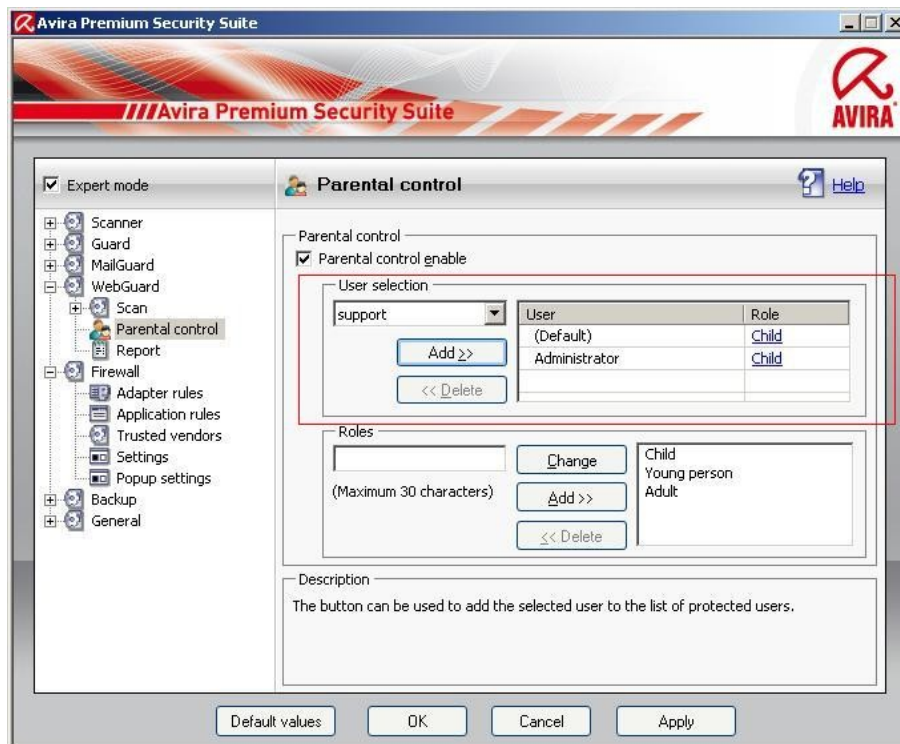 Avira Premium Security Suite
////Avira Premium Security Suite
AVIRA
Expert mode
Parental control
Help
Scanner
Guard
MailGuard
WebGuard
Scan
Parental control
Report
Firewall
Adapter rules
Application rules
Trusted vendors
Settings
Popup settings
Backup
General
Parental control
Parental control enable
User selection
support
Add >>
<< Delete
User Role
(Default) Child
Administrator Child
Roles
(Maximum 30 characters)
Change
Add >>
<< Delete
Child
Young person
Adult
Description
The button can be used to add the selected user to the list of protected users.
Default values OK Cancel Apply